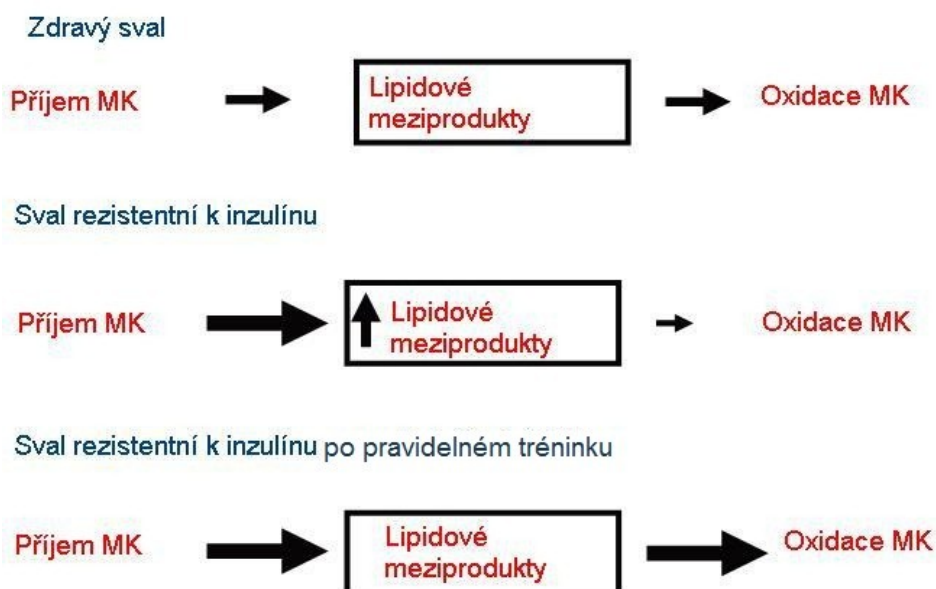 Zdravý sval
Příjem MK
Lipidové
meziprodukty
Oxidace MK
Sval rezistentní k inzulínu
Příjem MK
Lipidové
meziprodukty
Oxidace MK
Sval rezistentní k inzulínu po pravidelném tréninku
Příjem MK
Lipidové
meziprodukty
Oxidace MK